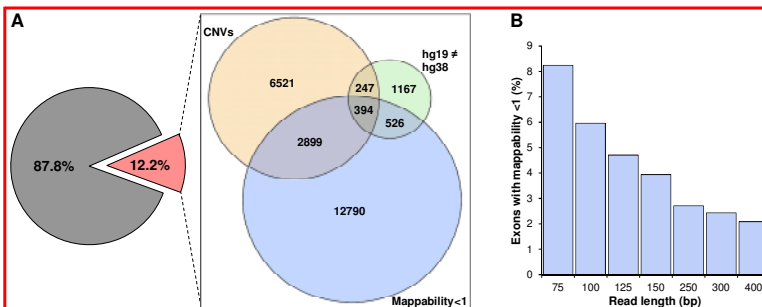 A
CNVs
hg19 ≠
hg38
6521
247
1167
394
526
2899
87.8%
12.2%
12790
Mappability<1
B
Exons with mappability <1 (%)
9
8
7
6
5
4
3
2
1
0
75 100 125 150 250 300 400
Read length (bp)